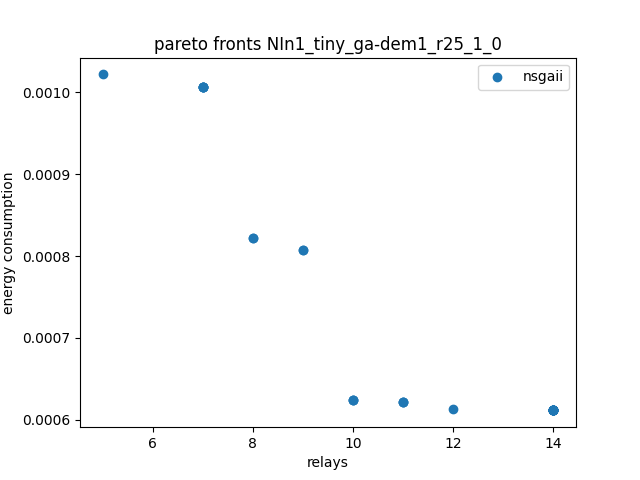 pareto fronts NIn1_tiny_ga-dem1_r25_1_0
nsgaii
0.0010
0.0009
0.0008
0.0007
0.0006
energy consumption
6 8 10 12 14
relays